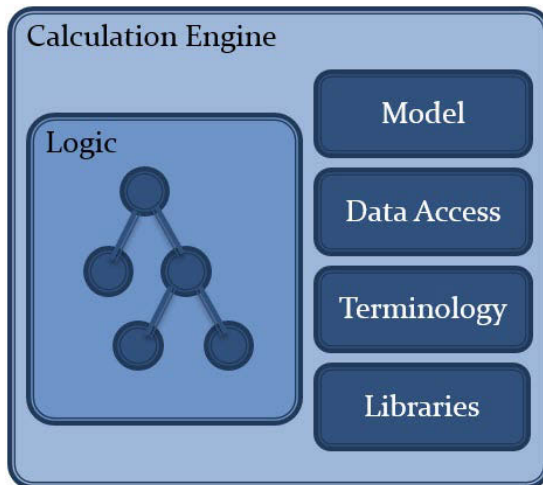 Calculation Engine
Logic
Model
Data Access
Terminology
Libraries